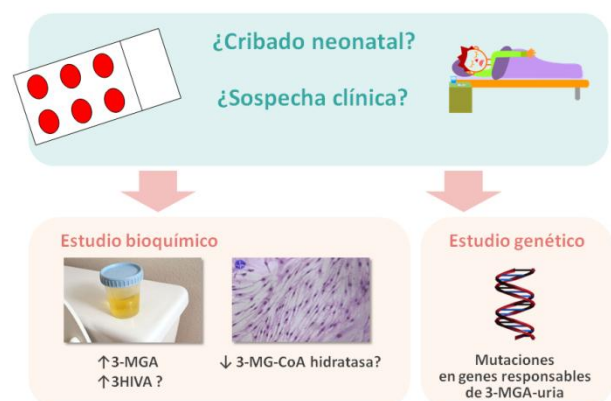 ¿Cribado neonatal?
¿Sospecha clínica?
Estudio bioquímico
Estudio genético
↑3-MGA
↑3HIVA ?
↓ 3-MG-CoA hidratasa?
Mutaciones
en genes responsables
de 3-MGA-uria